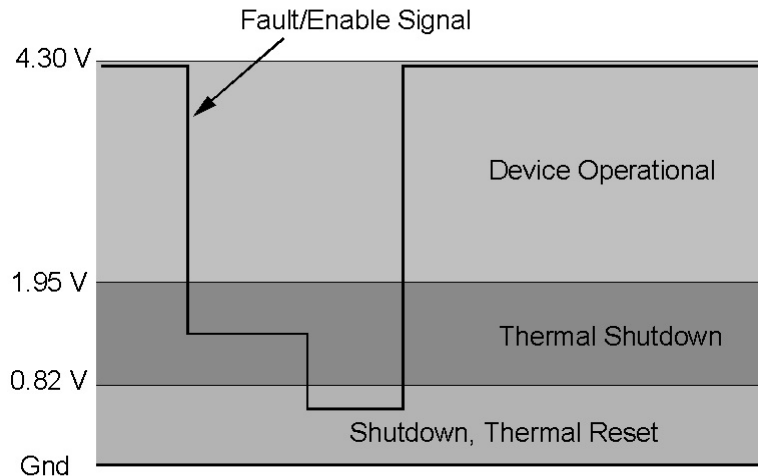 Fault/Enable Signal
4.30 V
Device Operational
1.95 V
Thermal Shutdown
0.82 V
Shutdown, Thermal Reset
Gnd